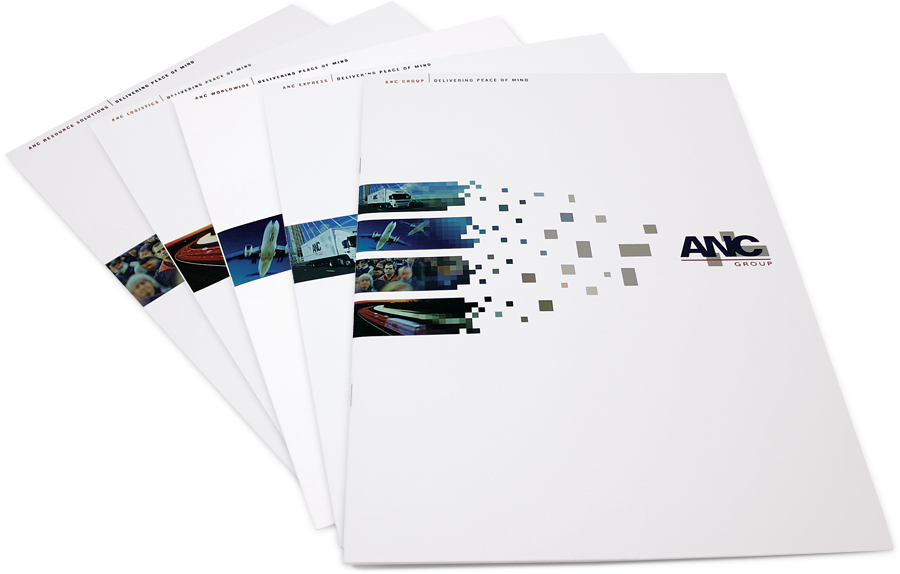 ANC RESOURCE SOLUTIONS | DELIVERING PEACE OF MIND
ANC LOGISTICS | DELIVERING PEACE OF MIND
ANC WORLDWIDE | DELIVERING PEACE OF MIND
ANC EXPRESS | DELIVERING PEACE OF MIND
ANC GROUP | DELIVERING PEACE OF MIND
ANC
ANC
GROUP